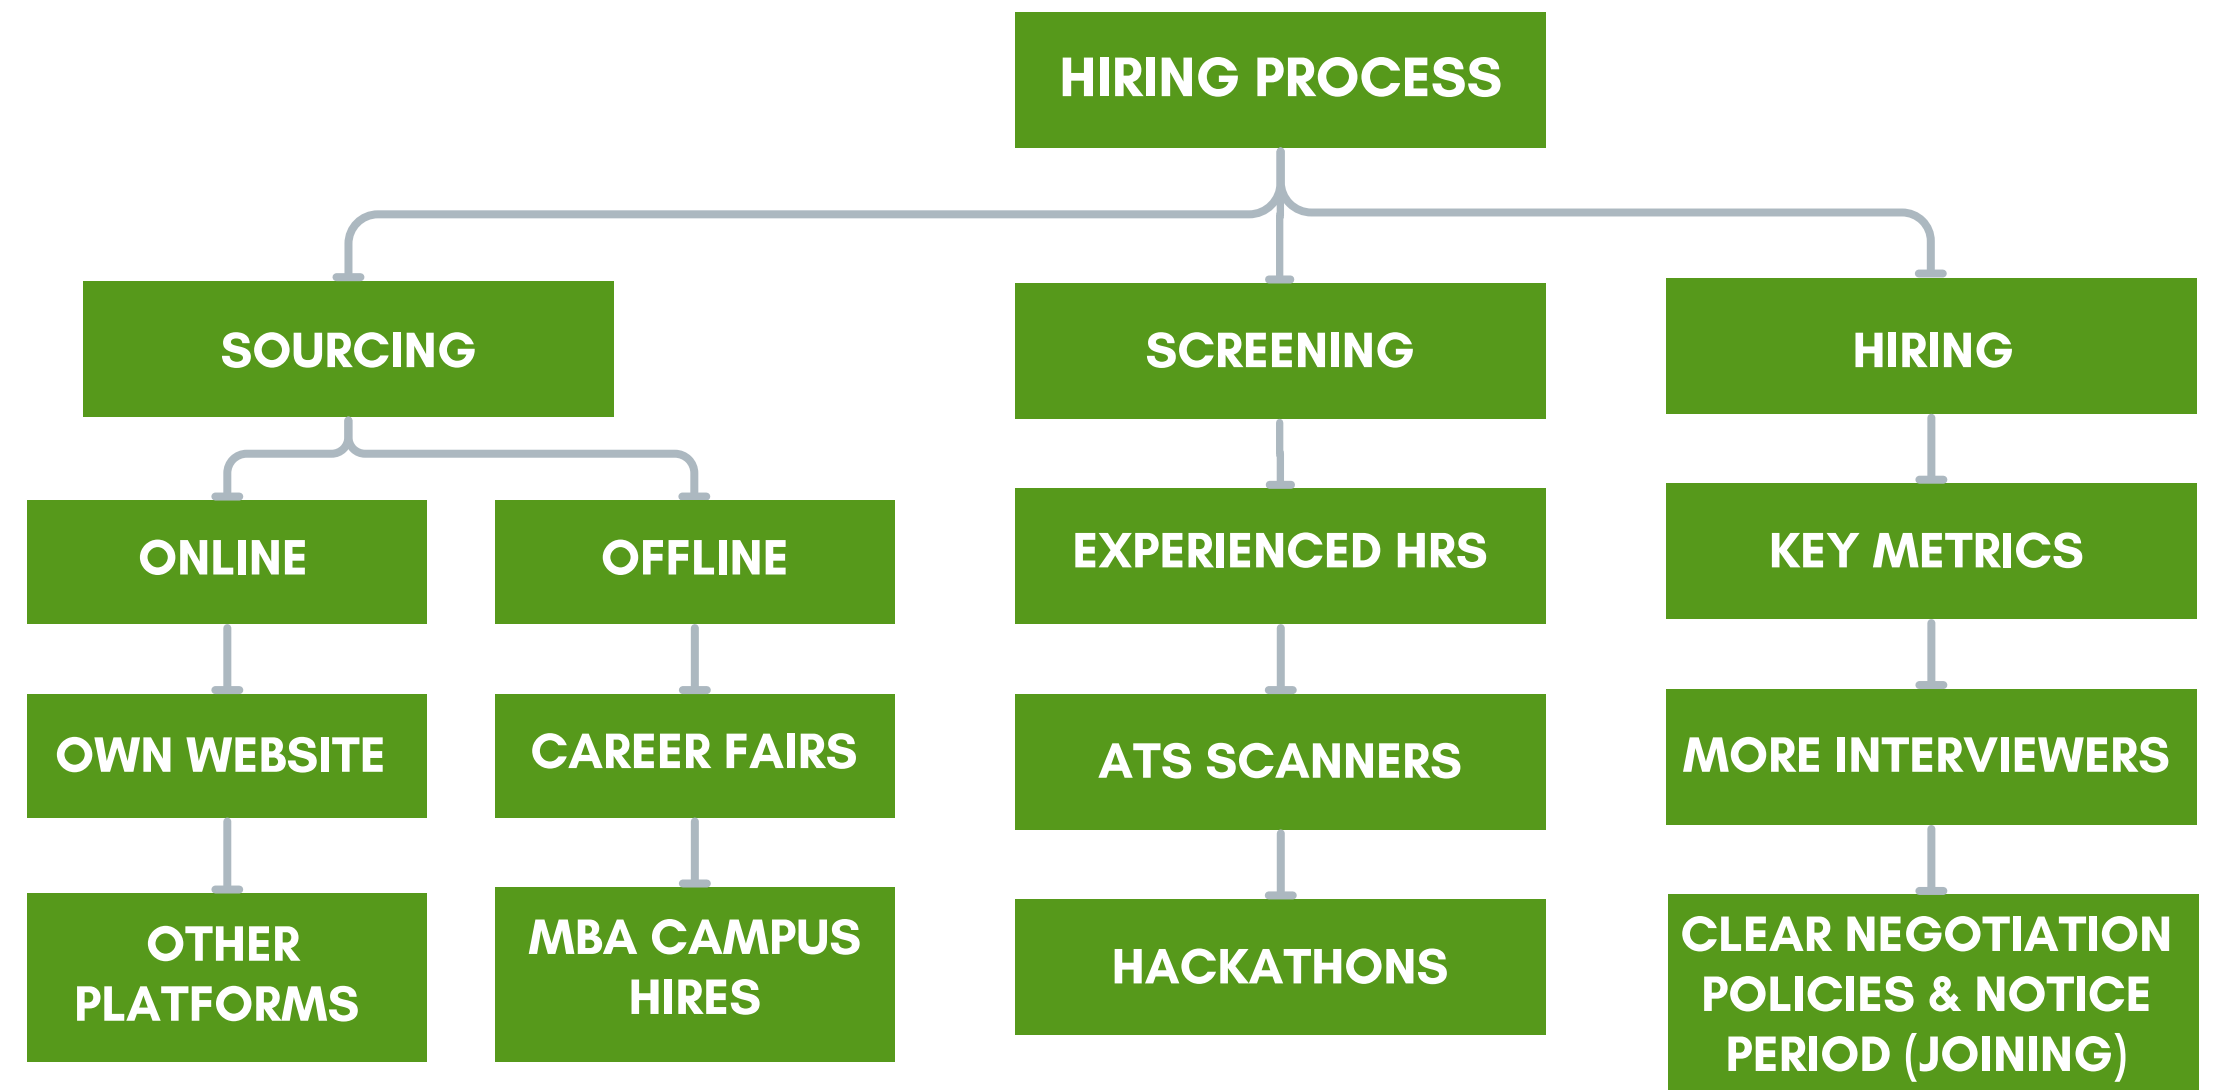 HIRING PROCESS
SOURCING
SCREENING
HIRING
ONLINE
OFFLINE
EXPERIENCED HRS
KEY METRICS
OWN WEBSITE
CAREER FAIRS
ATS SCANNERS
MORE INTERVIEWERS
OTHER
PLATFORMS
MBA CAMPUS
HIRES
HACKATHONS
CLEAR NEGOTIATION
POLICIES & NOTICE
PERIOD (JOINING)